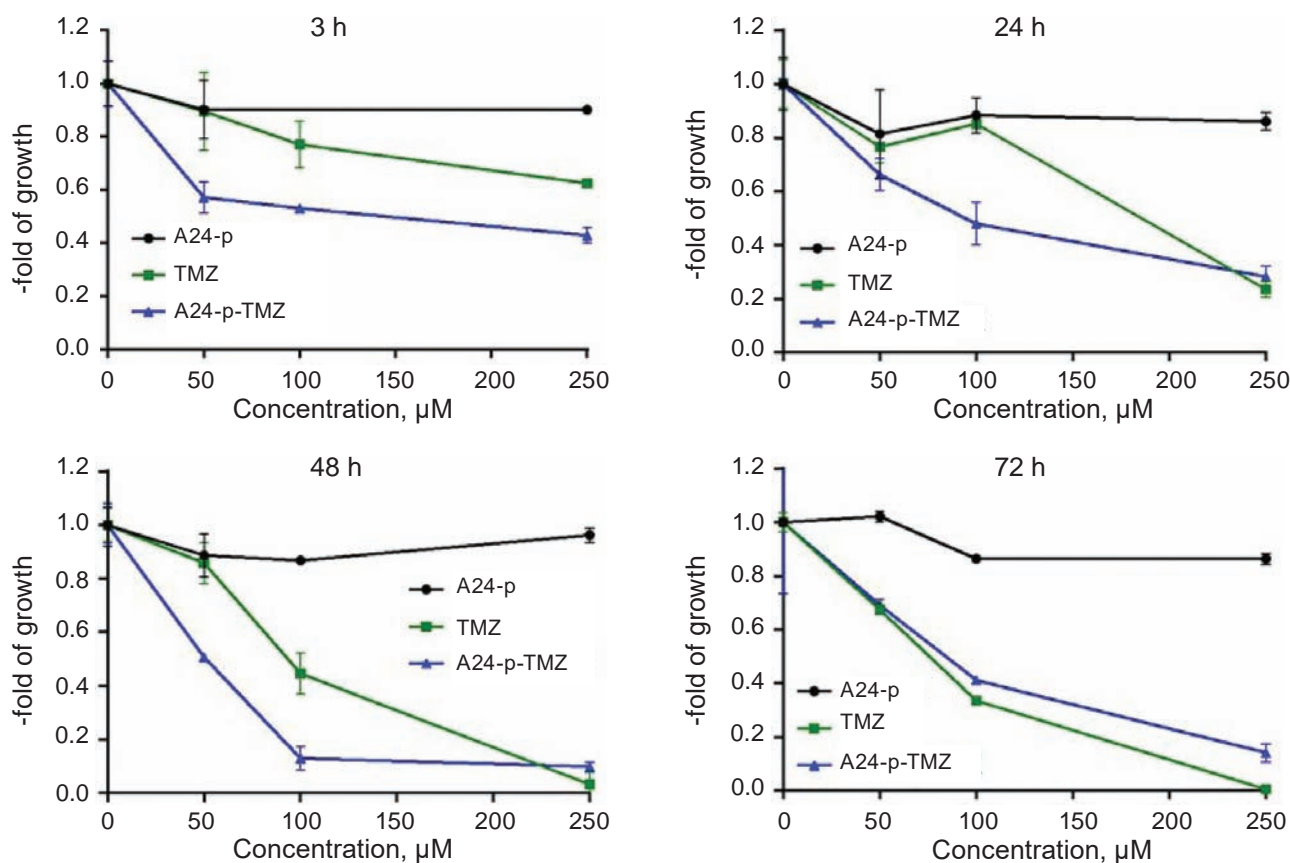 3 h
-fold of growth
1.2
1.0
0.8
0.6
0.4
0.2
0.0
A24-p
TMZ
A24-p-TMZ
0 50 100 150 200 250
Concentration, µM
24 h
-fold of growth
1.2
1.0
0.8
0.6
0.4
0.2
0.0
A24-p
TMZ
A24-p-TMZ
0 50 100 150 200 250
Concentration, µM
48 h
-fold of growth
1.2
1.0
0.8
0.6
0.4
0.2
0.0
A24-p
TMZ
A24-p-TMZ
0 50 100 150 200 250
Concentration, µM
72 h
-fold of growth
1.2
1.0
0.8
0.6
0.4
0.2
0.0
A24-p
TMZ
A24-p-TMZ
0 50 100 150 200 250
Concentration, µM